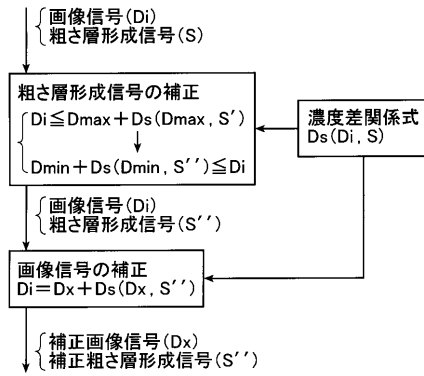 画像信号(Di)
粗さ層形成信号(S)
粗さ層形成信号の補正
Di≦Dmax+Ds(Dmax, S')
↓
Dmin+Ds(Dmin, S'')≦Di
濃度差関係式
Ds(Di, S)
画像信号(Di)
粗さ層形成信号(S'')
画像信号の補正
Di=Dx+Ds(Dx, S'')
補正画像信号(Dx)
補正粗さ層形成信号(S'')